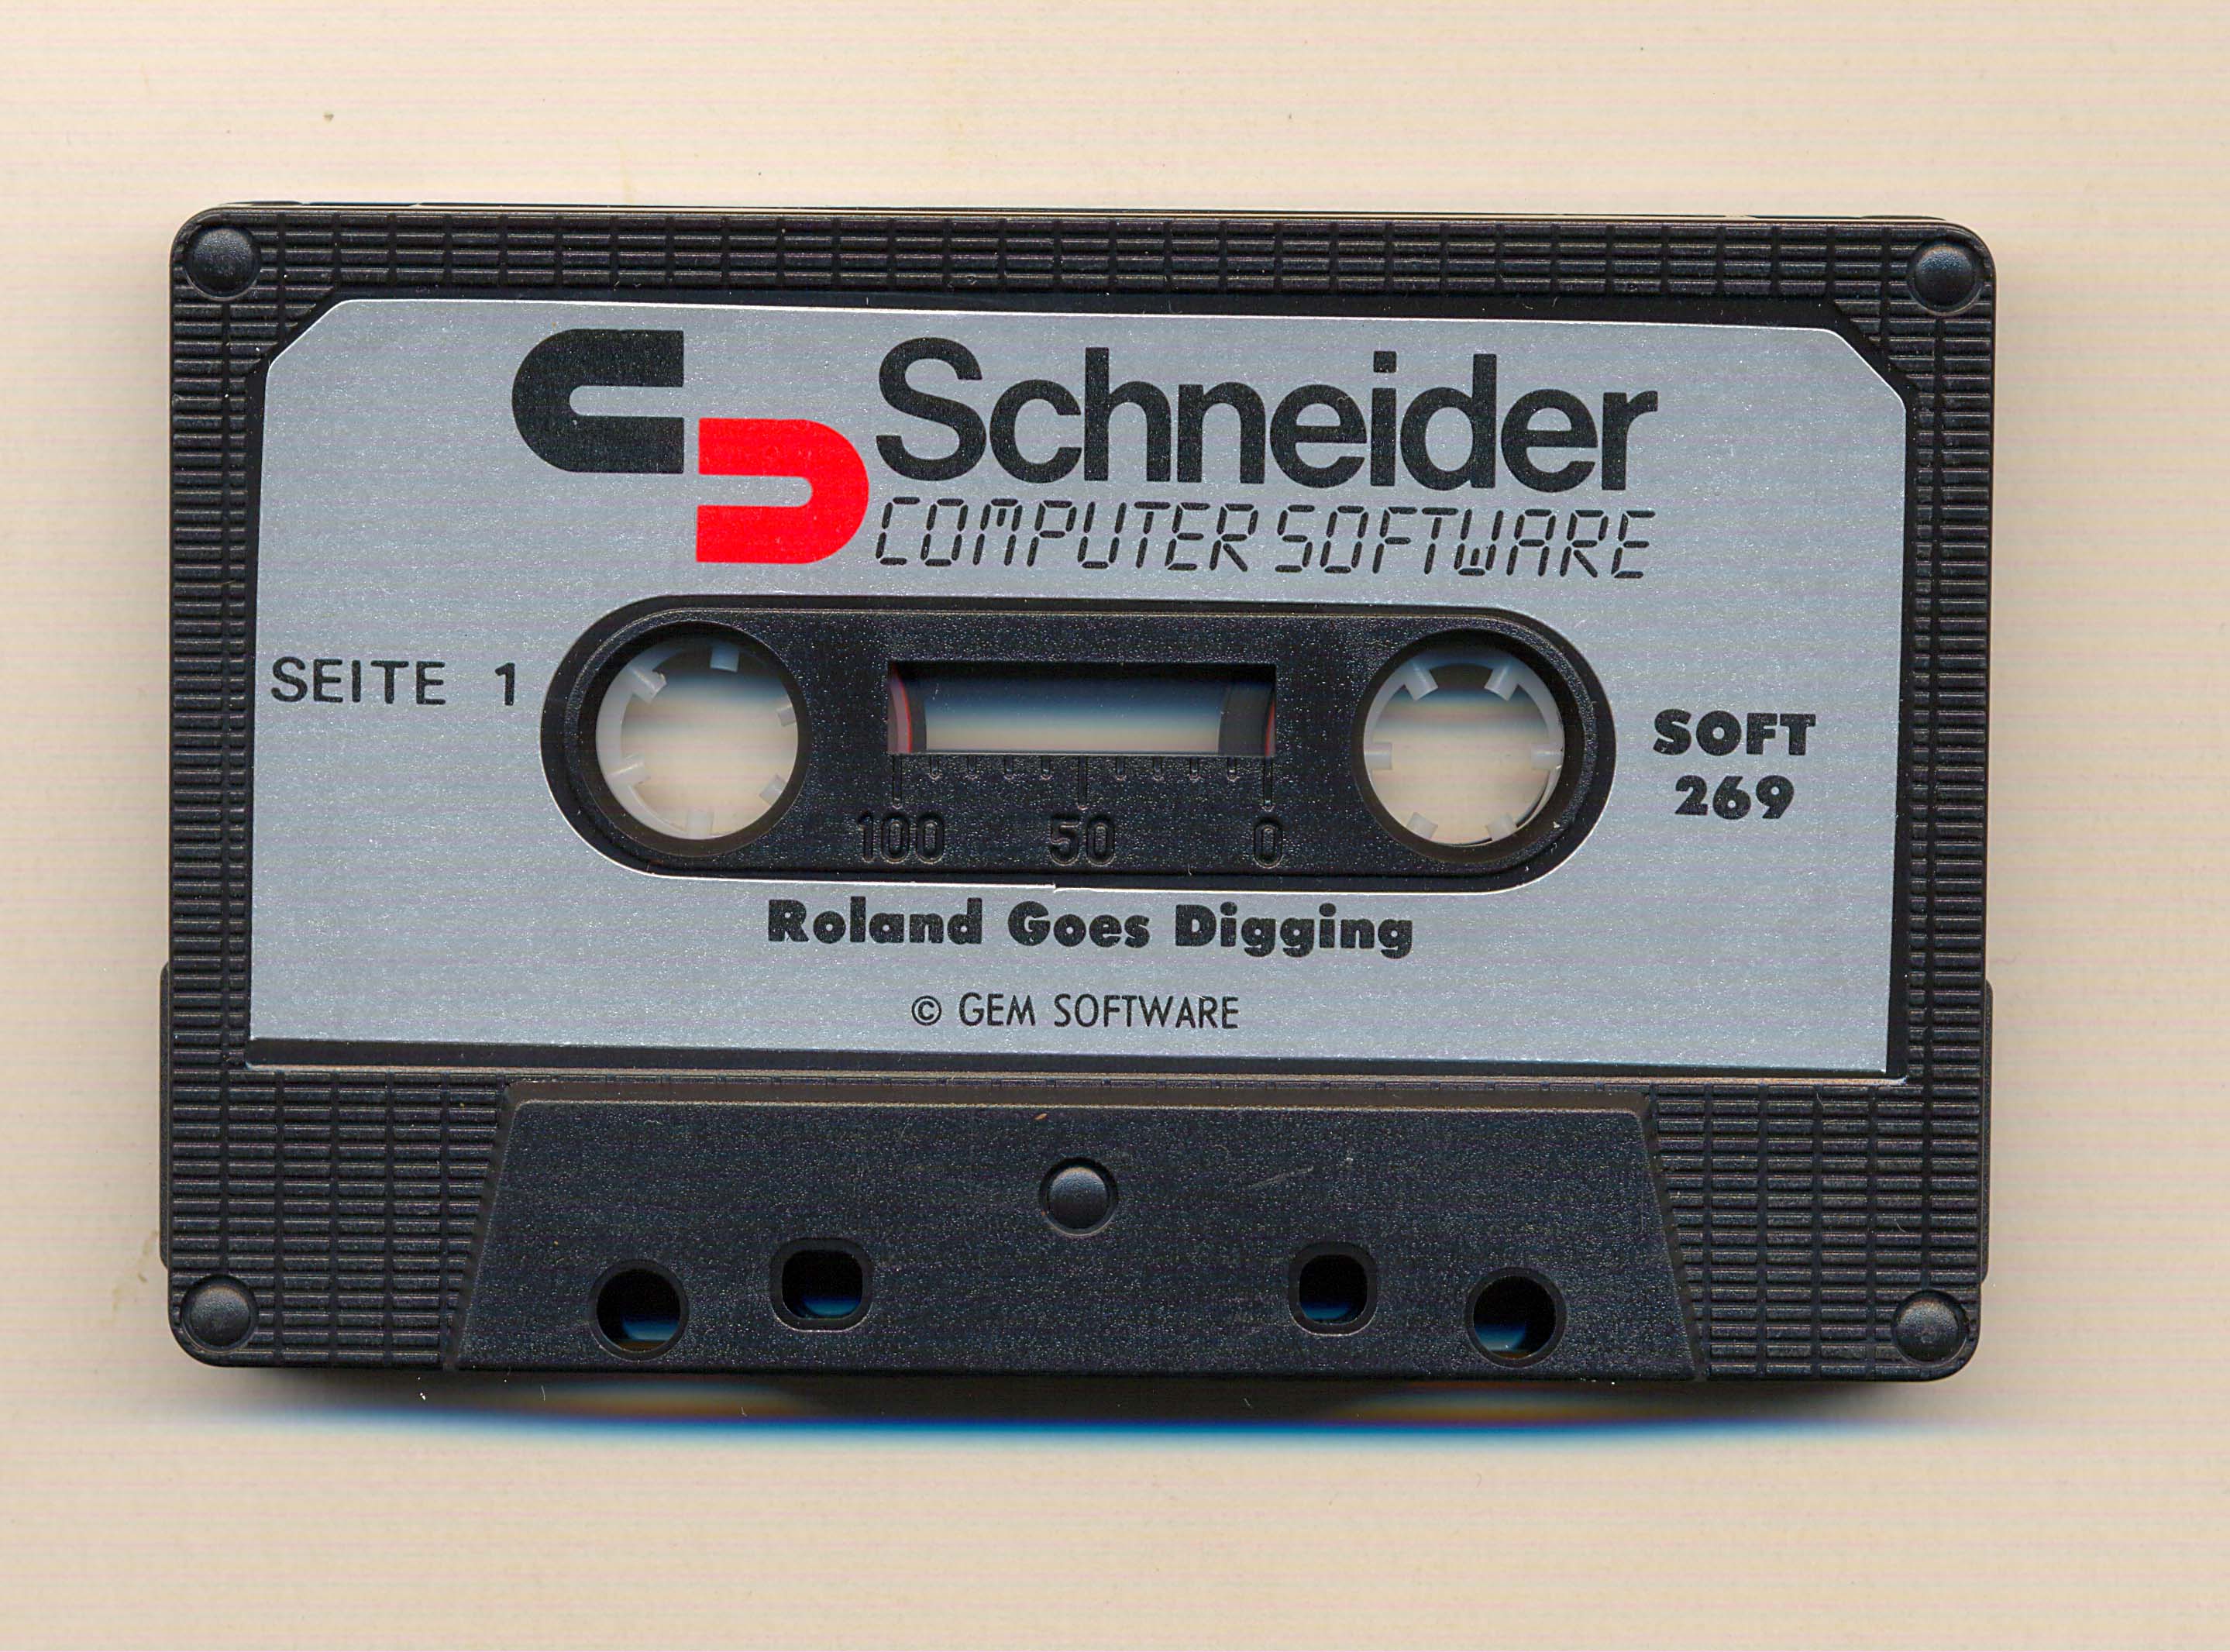 Schneider
COMPUTER SOFTWARE
SEITE 1
SOFT
269
100 50 0
Roland Goes Digging
© GEM SOFTWARE